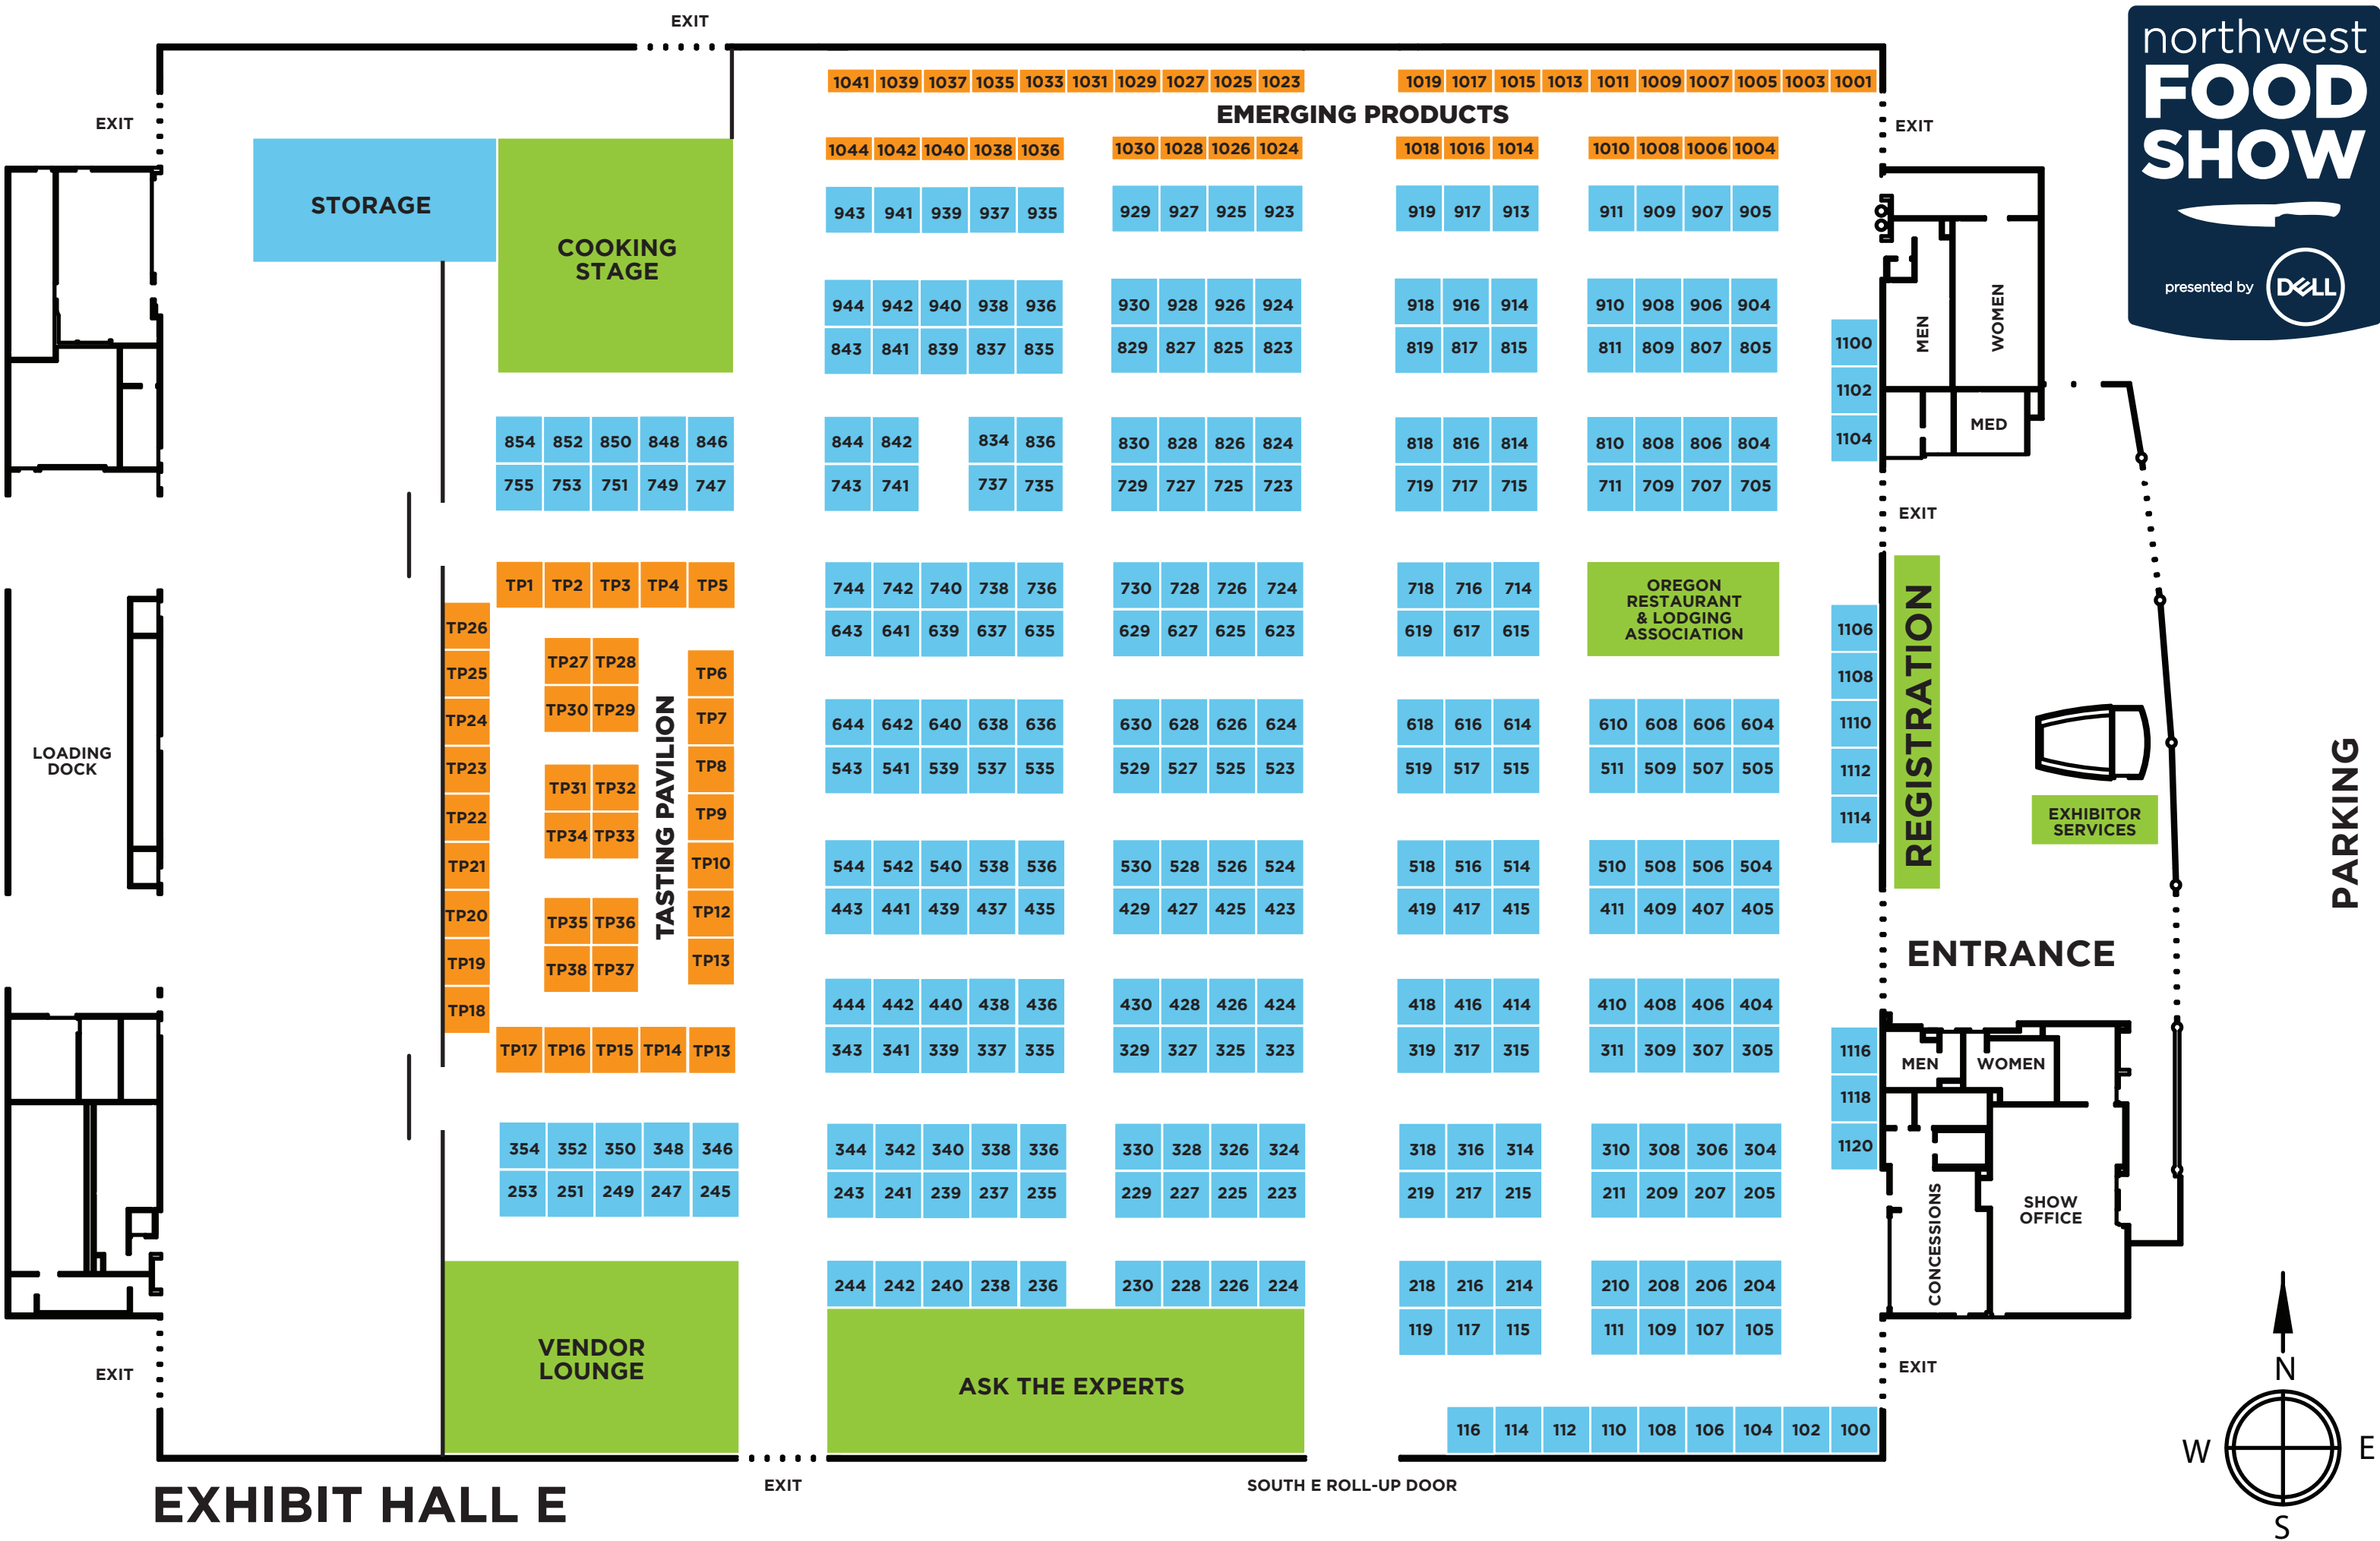 EXIT
northwest
FOOD
SHOW
presented by DELL
1041 1039 1037 1035 1033 1031 1029 1027 1025 1023 1019 1017 1015 1013 1011 1009 1007 1005 1003 1001
EMERGING PRODUCTS
EXIT
EXIT
1044 1042 1040 1038 1036 1030 1028 1026 1024 1018 1016 1014 1010 1008 1006 1004
STORAGE
943 941 939 937 935 929 927 925 923 919 917 913 911 909 907 905
COOKING
STAGE
944 942 940 938 936 930 928 926 924 918 916 914 910 908 906 904
843 841 839 837 835 829 827 825 823 819 817 815 811 809 807 805
1100
1102
1104
MEN
WOMEN
MED
854 852 850 848 846 844 842 834 836 830 828 826 824 818 816 814 810 808 806 804
755 753 751 749 747 743 741 737 735 729 727 725 723 719 717 715 711 709 707 705
EXIT
TP1 TP2 TP3 TP4 TP5
744 742 740 738 736 730 728 726 724 718 716 714
643 641 639 637 635 629 627 625 623 619 617 615
OREGON
RESTAURANT
& LODGING
ASSOCIATION
TP26
TP25
TP24
TP23
TP22
TP21
TP20
TP19
TP18
TP27 TP28
TP30 TP29
TP31 TP32
TP34 TP33
TP35 TP36
TP38 TP37
TASTING PAVILION
TP6
TP7
TP8
TP9
TP10
TP12
TP13
TP17 TP16 TP15 TP14 TP13
LOADING
DOCK
644 642 640 638 636 630 628 626 624 618 616 614 610 608 606 604
543 541 539 537 535 529 527 525 523 519 517 515 511 509 507 505
1106
1108
1110
1112
1114
REGISTRATION
EXHIBITOR
SERVICES
PARKING
544 542 540 538 536 530 528 526 524 518 516 514 510 508 506 504
443 441 439 437 435 429 427 425 423 419 417 415 411 409 407 405
ENTRANCE
444 442 440 438 436 430 428 426 424 418 416 414 410 408 406 404
343 341 339 337 335 329 327 325 323 319 317 315 311 309 307 305
1116
1118
1120
MEN
WOMEN
CONCESSIONS
SHOW
OFFICE
354 352 350 348 346 344 342 340 338 336 330 328 326 324 318 316 314 310 308 306 304
253 251 249 247 245 243 241 239 237 235 229 227 225 223 219 217 215 211 209 207 205
244 242 240 238 236 230 228 226 224 218 216 214 210 208 206 204
119 117 115 111 109 107 105
VENDOR
LOUNGE
ASK THE EXPERTS
EXIT
EXIT
116 114 112 110 108 106 104 102 100
N
W
E
S
EXIT
SOUTH E ROLL-UP DOOR
EXHIBIT HALL E